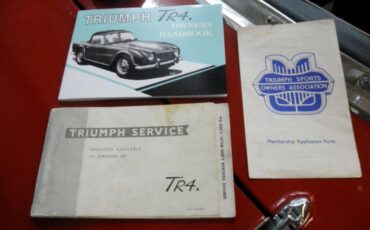 TRIUMPH TR4.
OWNERS
HANDBOOK
TRIUMPH SPORTS
OWNERS ASSOCIATION
Membership Application Form
TRIUMPH SERVICE
FACILITIES AVAILABLE
TO OWNERS OF
TR4.